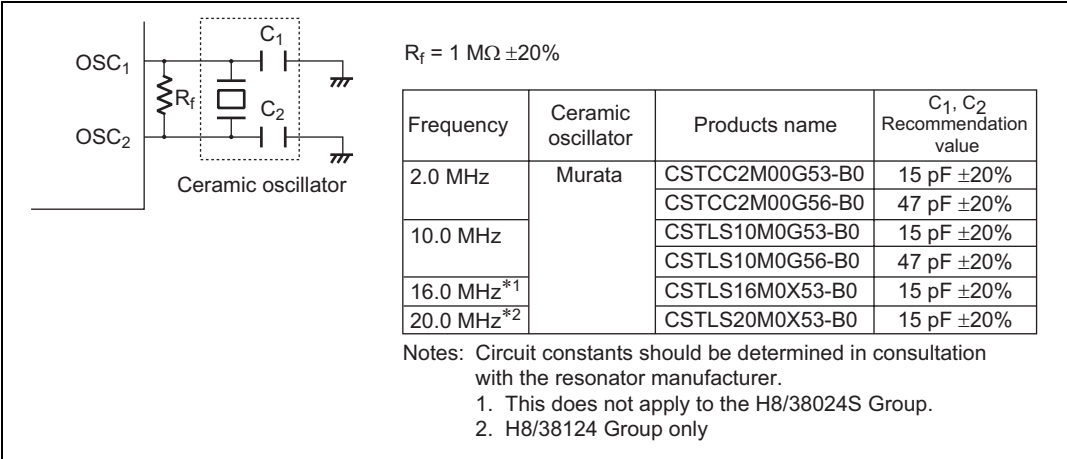 OSC1
Rf
OSC2
C1
C2
Ceramic oscillator
Rf = 1 MΩ ±20%
Frequency Ceramic oscillator Products name C1, C2 Recommendation value
2.0 MHz Murata CSTCC2M00G53-B0 15 pF ±20%
CSTCC2M00G56-B0 47 pF ±20%
10.0 MHz CSTLS10M0G53-B0 15 pF ±20%
CSTLS10M0G56-B0 47 pF ±20%
16.0 MHz*1 CSTLS16M0X53-B0 15 pF ±20%
20.0 MHz*2 CSTLS20M0X53-B0 15 pF ±20%
Notes: Circuit constants should be determined in consultation
with the resonator manufacturer.
1. This does not apply to the H8/38024S Group.
2. H8/38124 Group only